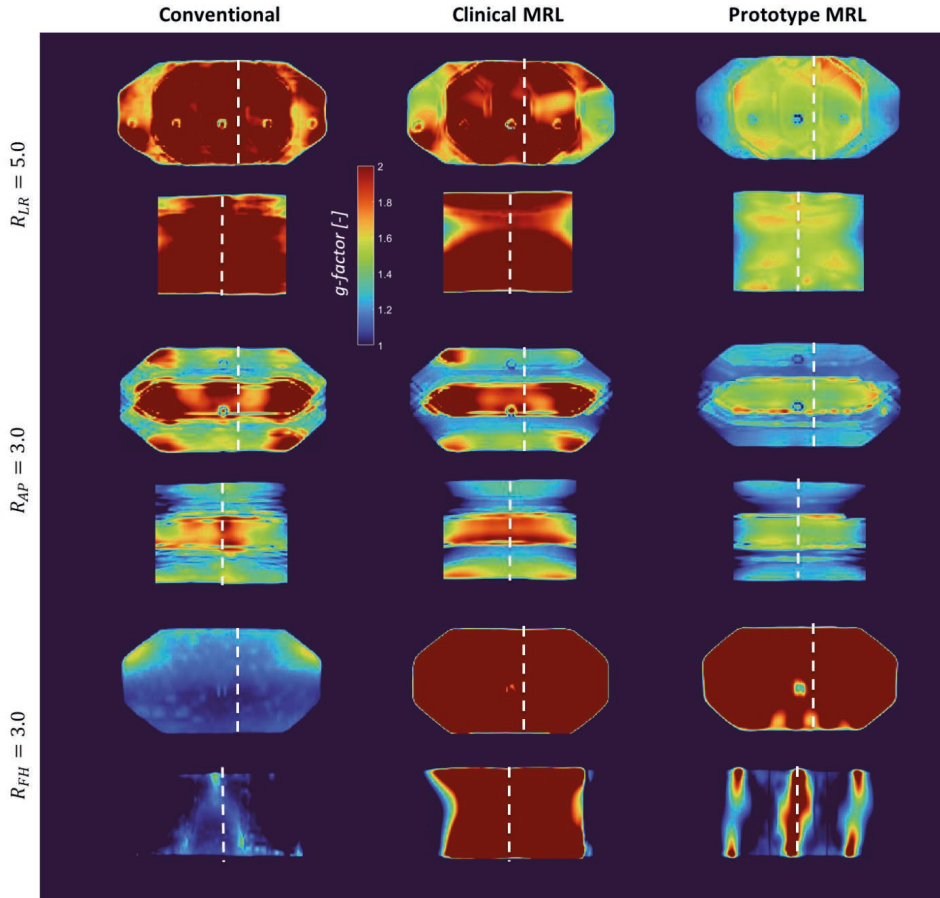 Conventional
Clinical MRL
Prototype MRL
R_LR = 5.0
g-factor [-]
2
1.8
1.6
1.4
1.2
1
R_AP = 3.0
R_FH = 3.0